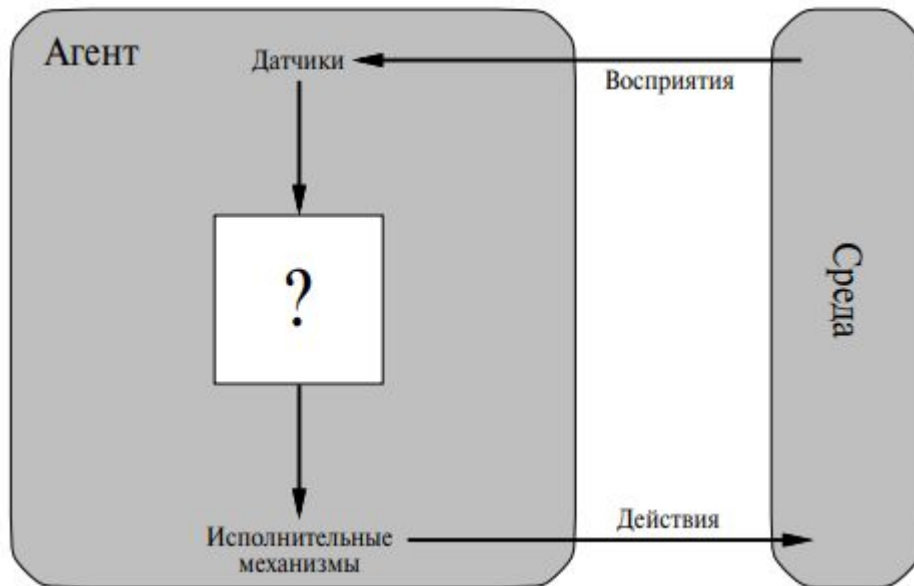 Агент
Датчики
Восприятия
?
Среда
Исполнительные
механизмы
Действия